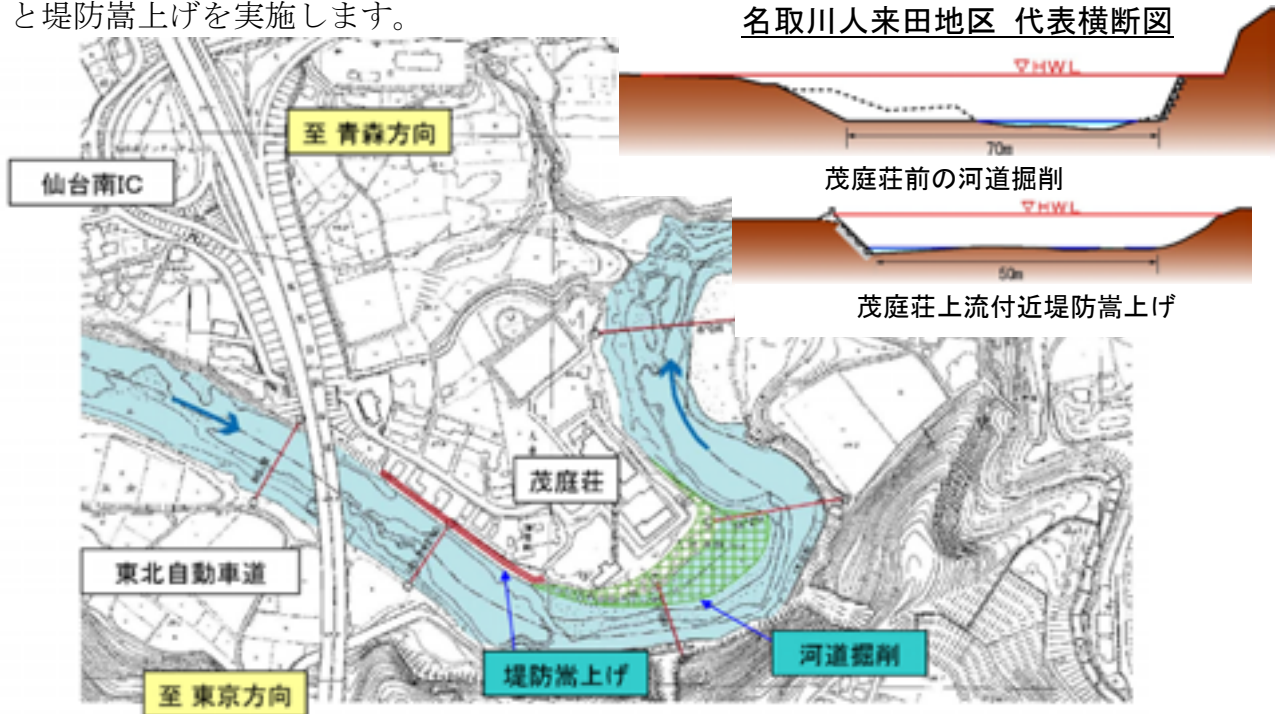 と堤防嵩上げを実施します。
名取川人来田地区 代表横断図
▽HWL
70m
茂庭荘前の河道掘削
▽HWL
50m
茂庭荘上流付近堤防嵩上げ
至 青森方向
仙台南IC
茂庭荘
東北自動車道
河道掘削
堤防嵩上げ
至 東京方向